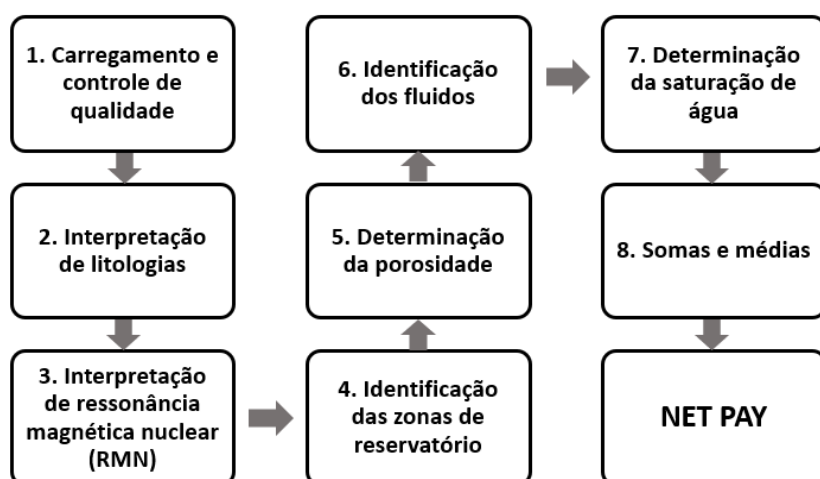 1. Carregamento e
controle de
qualidade
2. Interpretação
de litologias
3. Interpretação
de ressonância
magnética nuclear
(RMN)
4. Identificação
das zonas de
reservatório
5. Determinação
da porosidade
6. Identificação
dos fluidos
7. Determinação
da saturação de
água
8. Somas e médias
NET PAY